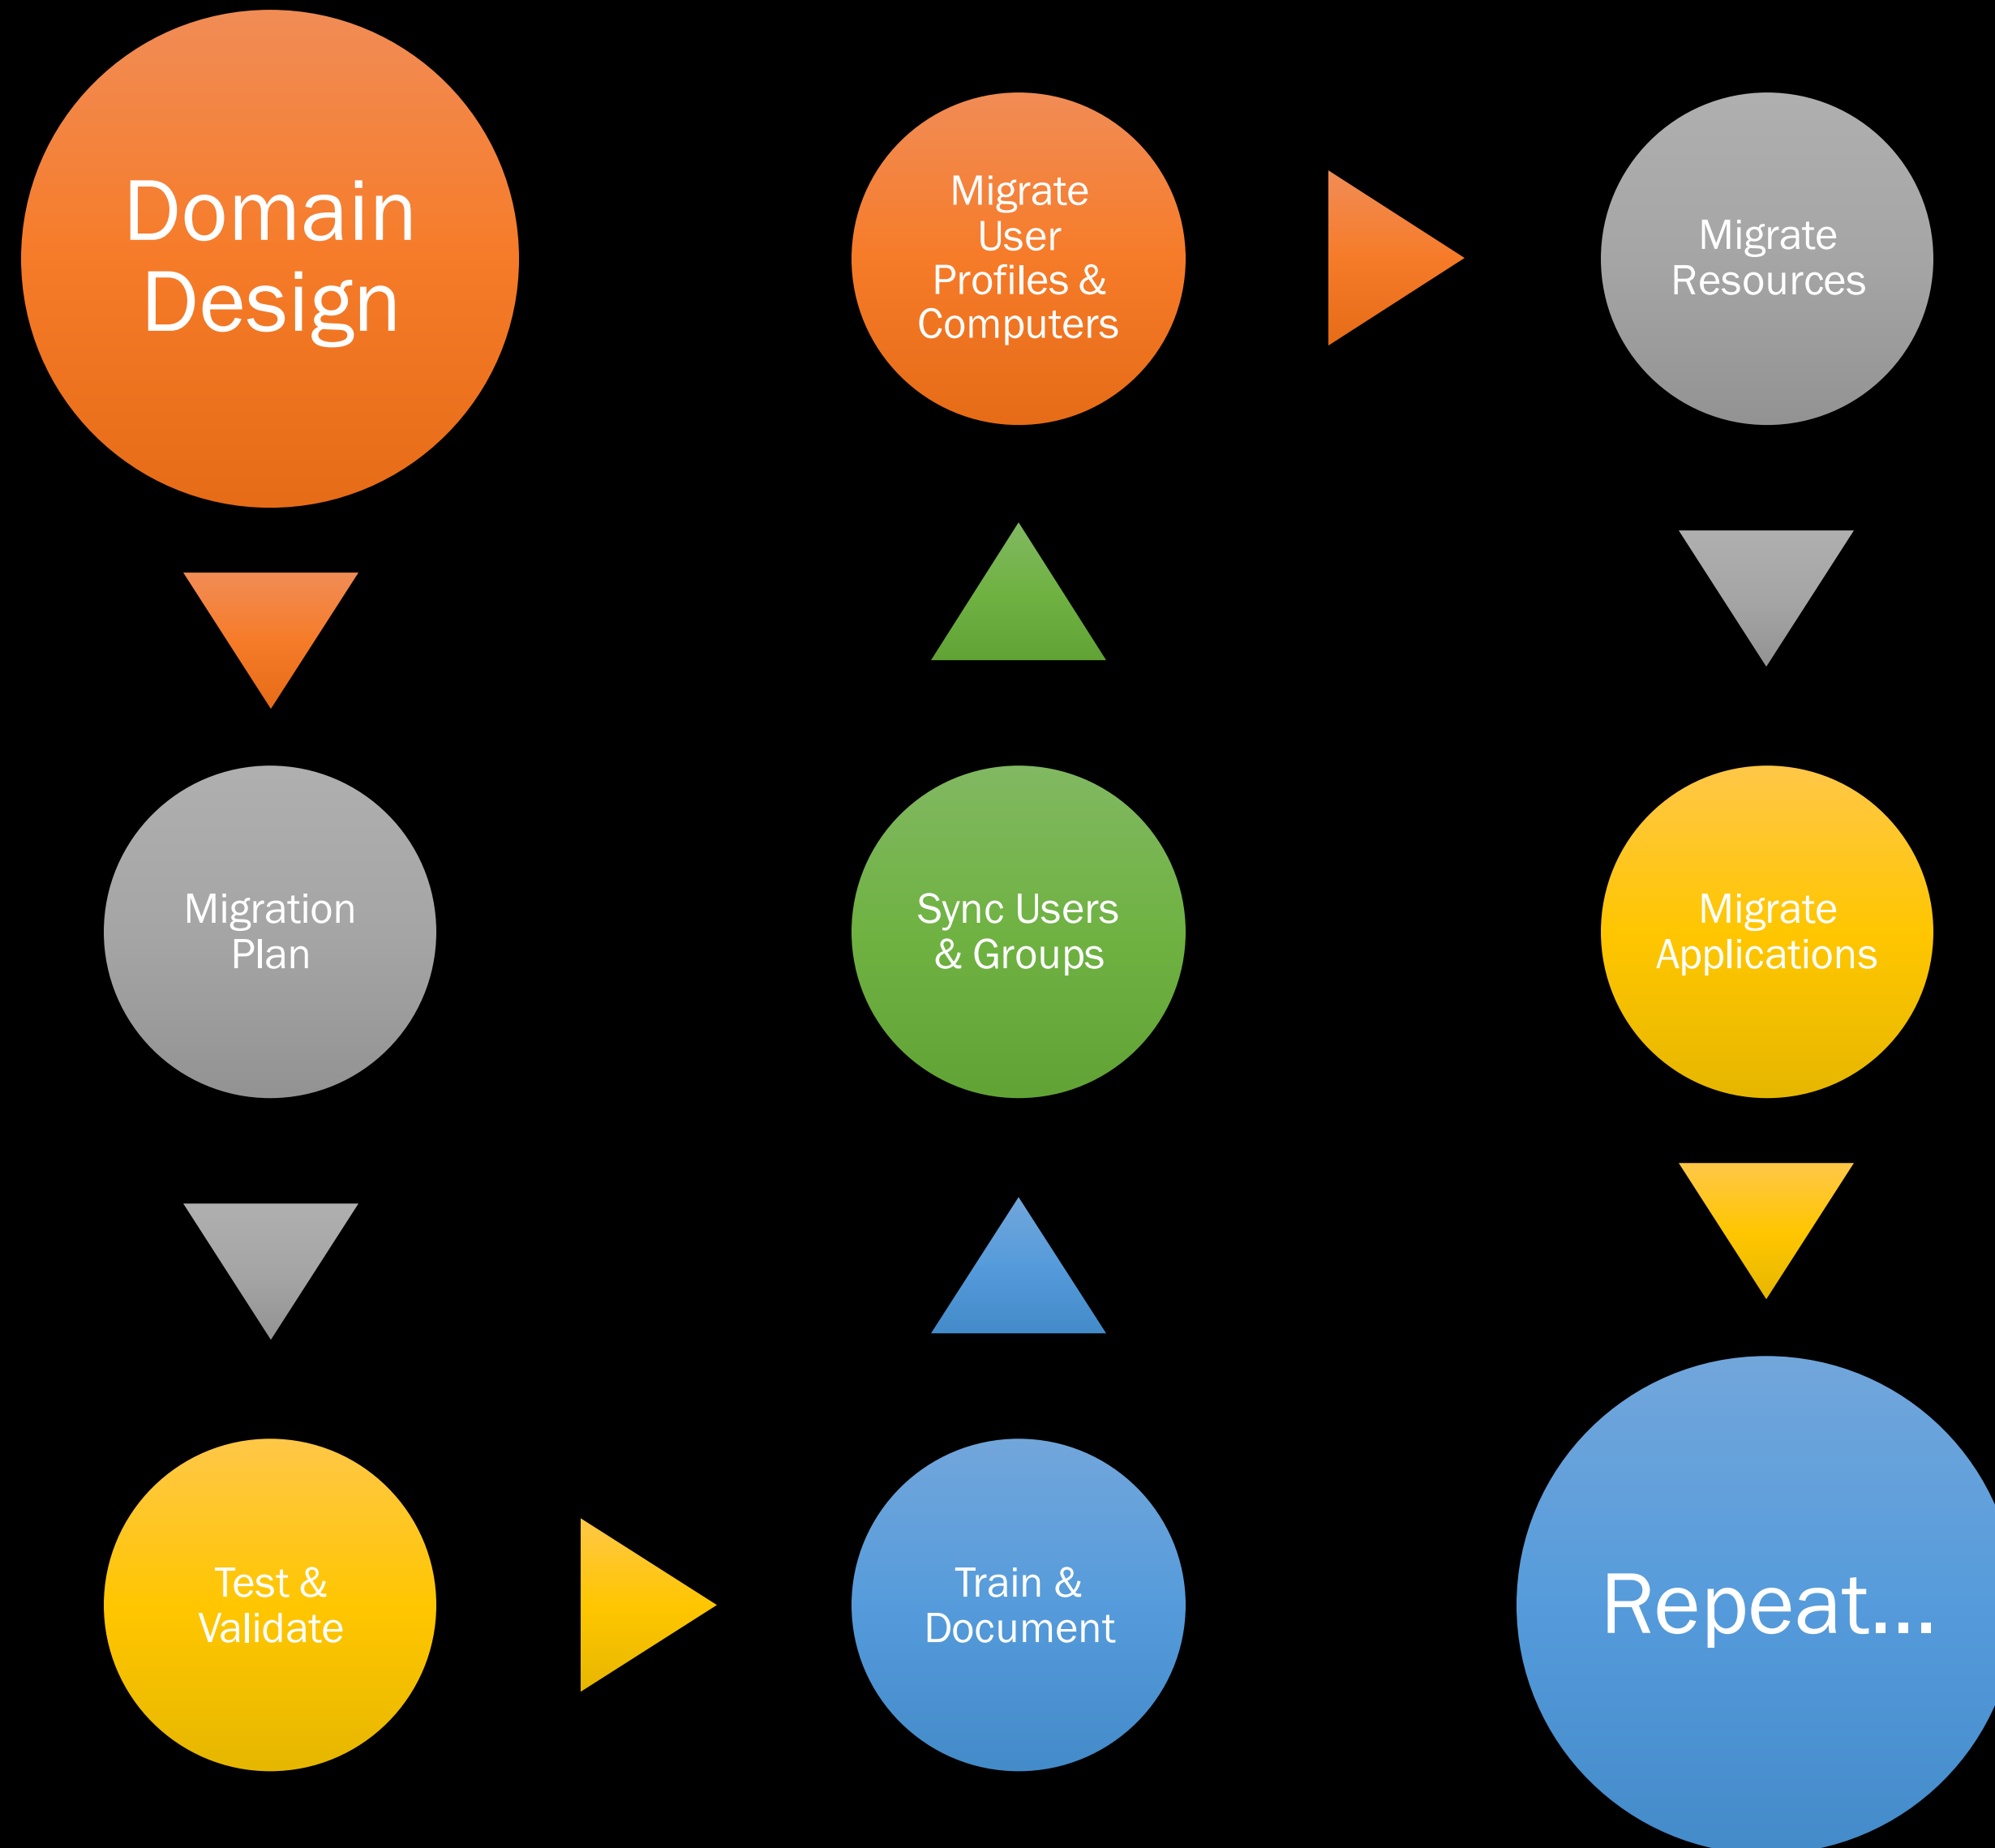 Domain
Design
Migration
Plan
Test &
Validate
Train &
Document
Sync Users
& Groups
Migrate
User
Profiles &
Computers
Migrate
Resources
Migrate
Applications
Repeat...